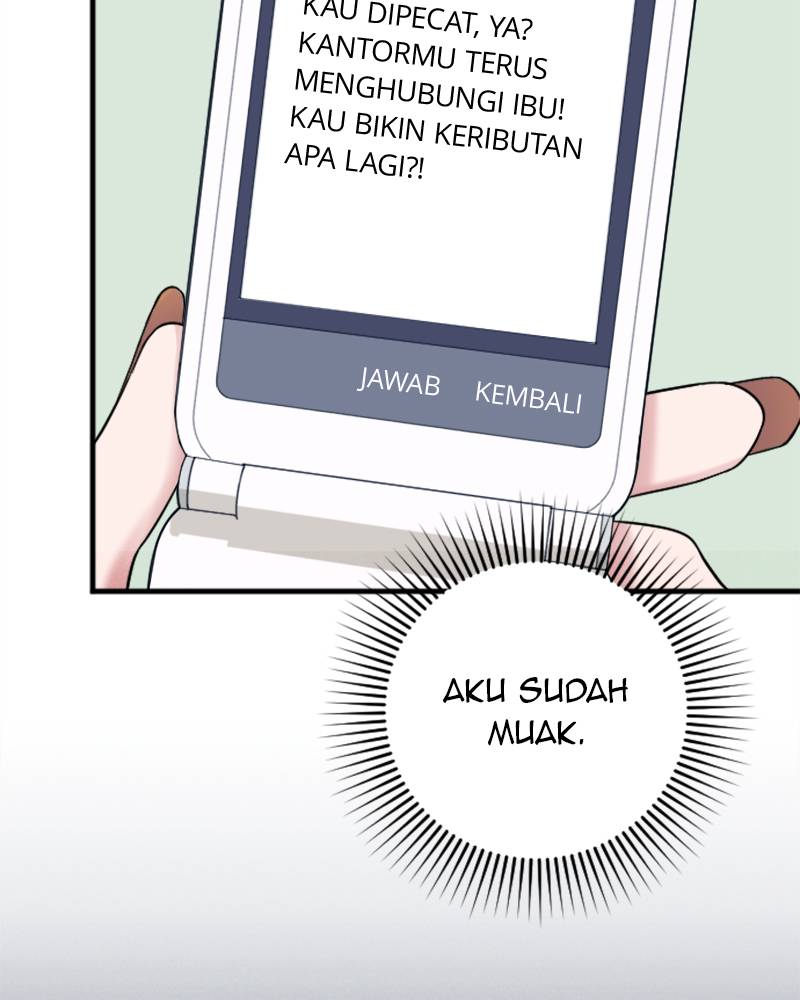 KAU DIPECAT, YA?
KANTORMU TERUS
MENGHUBUNGI IBU!
KAU BIKIN KERIBUTAN
APA LAGI?!
JAWAB KEMBALI
AKU SUDAH
MUAK.